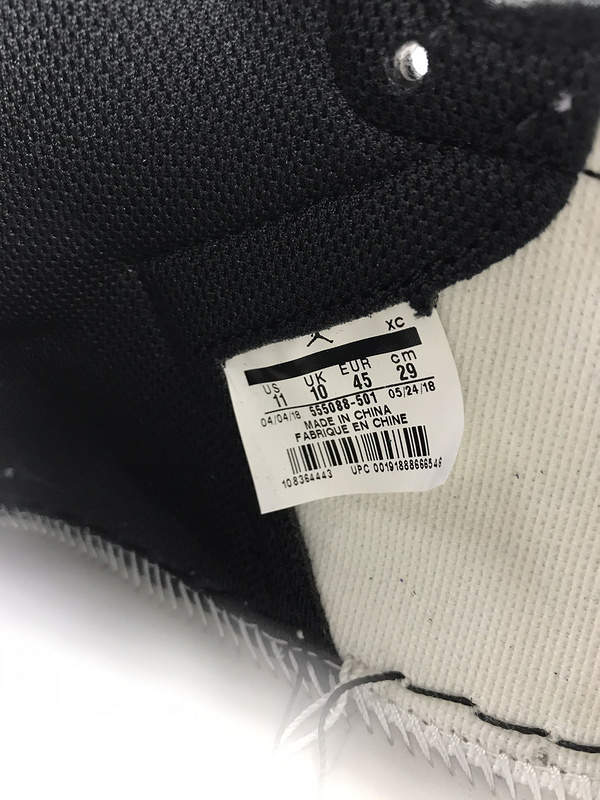 XC
US UK EUR cm
11 10 45 29
04/04/18 555088-501 05/24/18
MADE IN CHINA
FABRIQUE EN CHINE
108364443 UPC 00191888666546